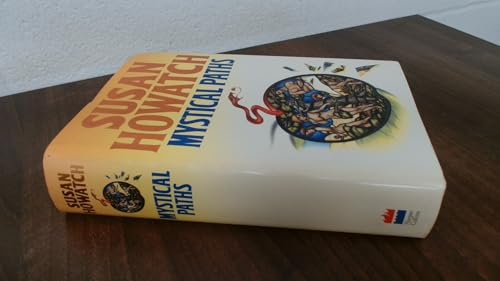 SUSAN
HOWATCH
MYSTICAL PATHS
SUSAN
HOWATCH
MYSTICAL
PATHS